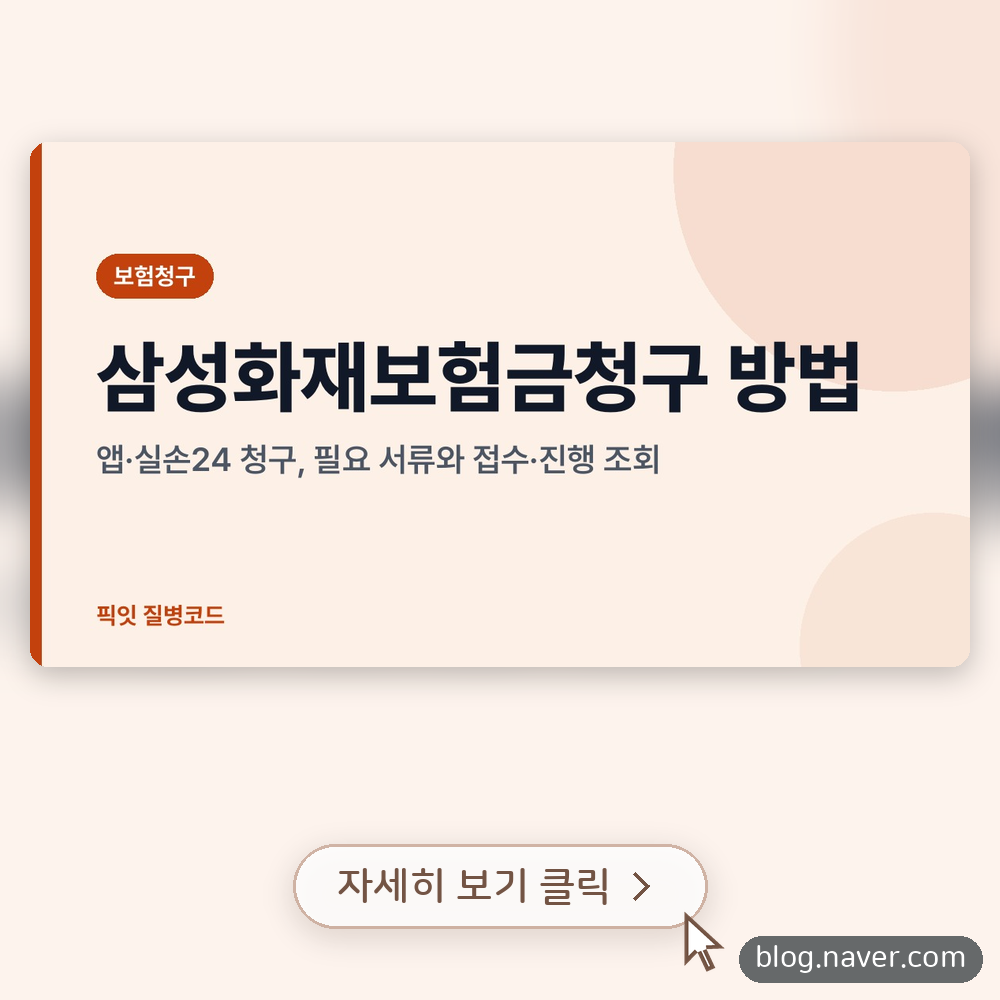 보험청구
삼성화재보험금청구 방법
앱·실손24 청구, 필요 서류와 접수·진행 조회
픽잇 질병코드
자세히 보기 클릭
blog.naver.com